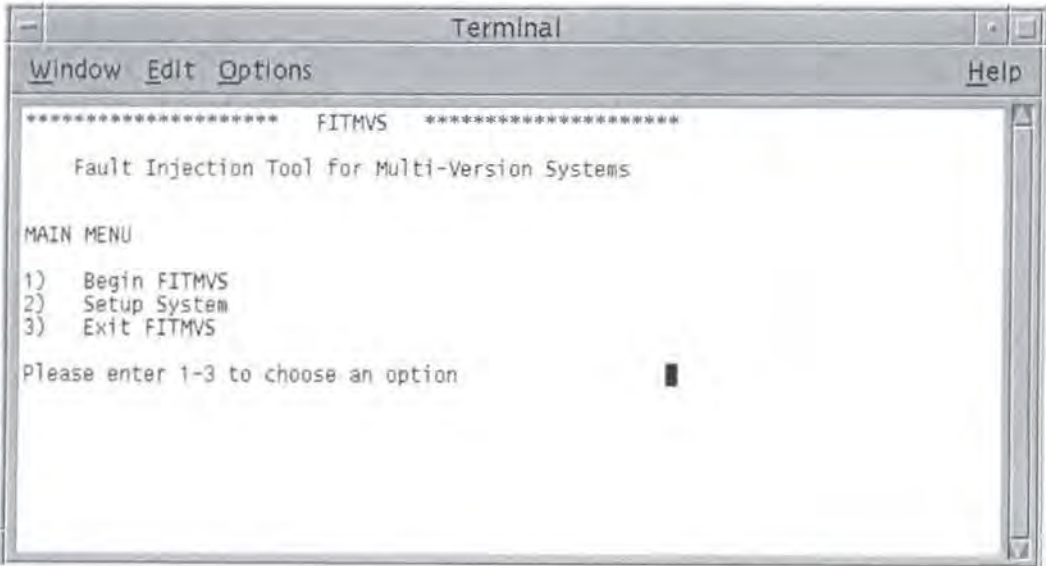 Terminal
Window Edit Options Help
********************* FITMVS *********************
Fault Injection Tool for Multi-Version Systems
MAIN MENU
1) Begin FITMVS
2) Setup System
3) Exit FITMVS
Please enter 1-3 to choose an option